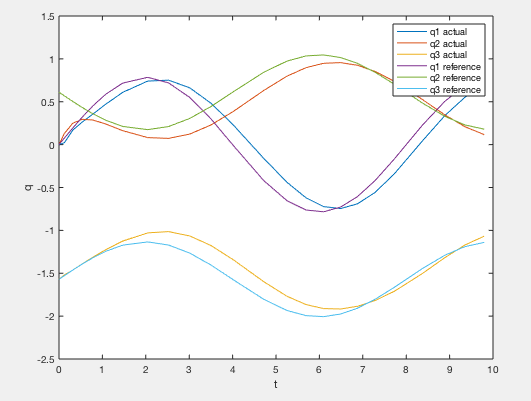 1.5
1
0.5
0
-0.5
-1
-1.5
-2
-2.5
q
0 1 2 3 4 5 6 7 8 9 10
t
q1 actual
q2 actual
q3 actual
q1 reference
q2 reference
q3 reference